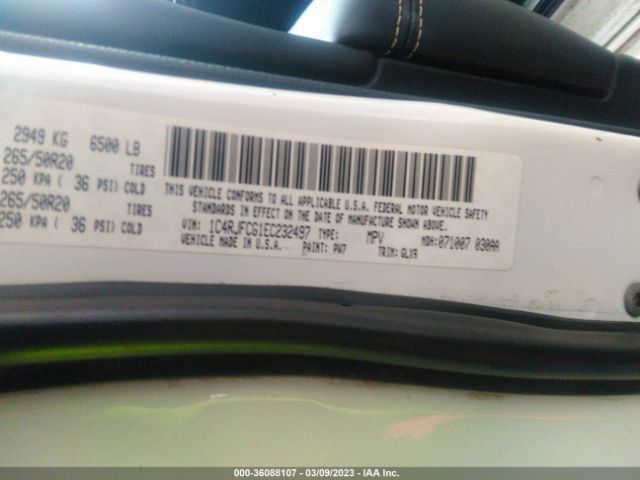 2949 KG 6500 LB
265/50R20 TIRES
250 KPA ( 36 PSI) COLD
265/50R20 TIRES
250 KPA ( 36 PSI) COLD
THIS VEHICLE CONFORMS TO ALL APPLICABLE U.S.A. FEDERAL MOTOR VEHICLE SAFETY
STANDARDS IN EFFECT ON THE DATE OF MANUFACTURE SHOWN ABOVE.
VIN: 1C4RJFCG1EC232497 TYPE: MPV MDH:071007 030AA
VEHICLE MADE IN U.S.A. PAINT: PW7 TRIM: GLX9
000-36088107 - 03/09/2023 - IAA Inc.